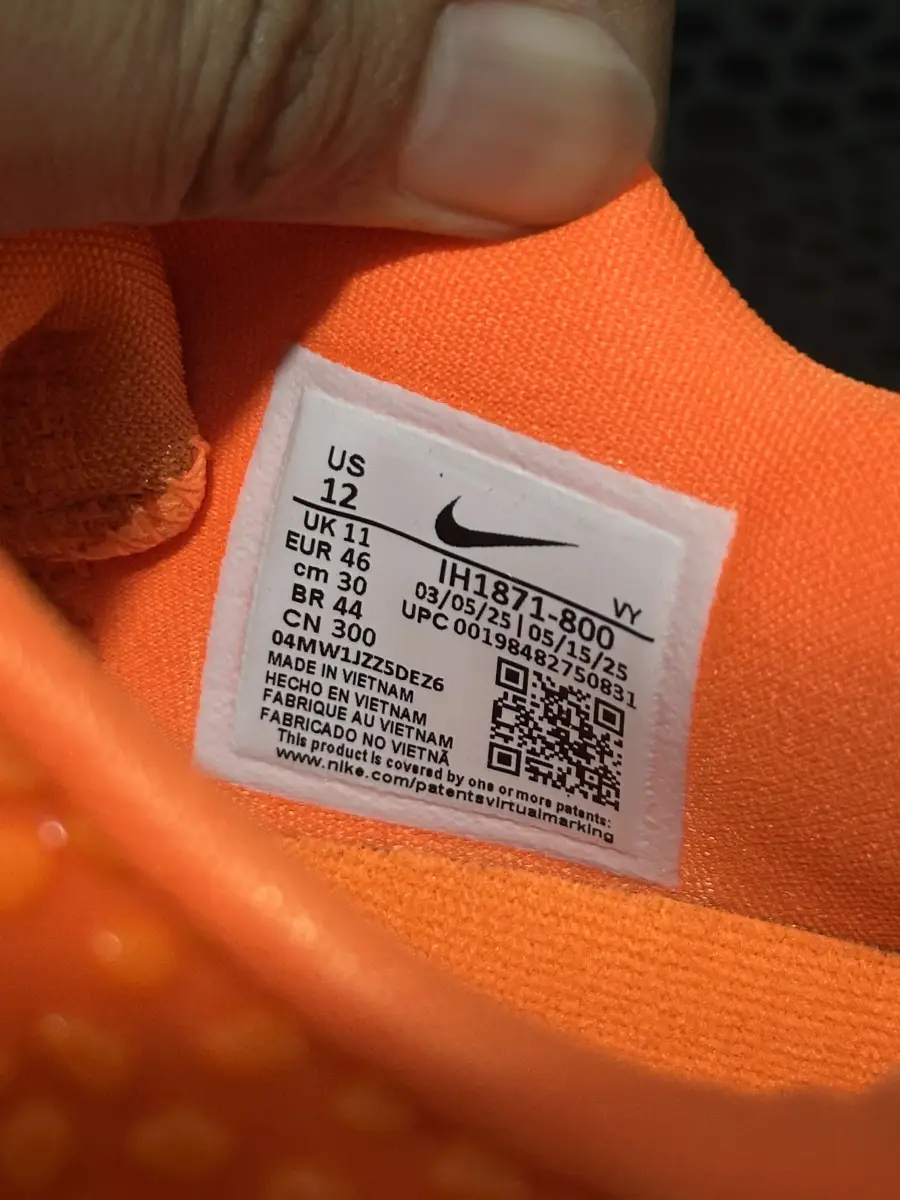 US
12
UK 11
EUR 46
cm 30
BR 44
CN 300
IH1871-800
VY
03/05/25 | 05/15/25
UPC 00198482750831
04MW1JZZ5DEZ6
MADE IN VIETNAM
HECHO EN VIETNAM
FABRIQUE AU VIETNAM
FABRICADO NO VIETNÃ
This product is covered by one or more patents:
www.nike.com/patentsvirtualmarking